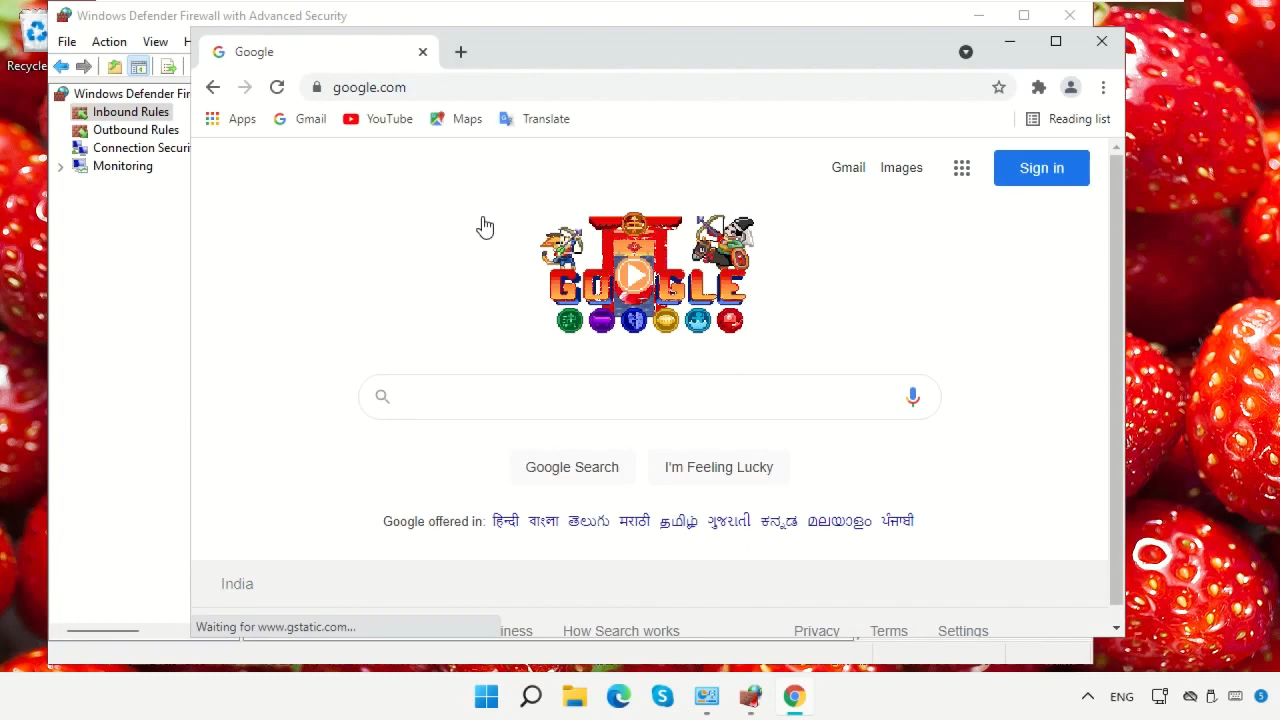 Windows Defender Firewall with Advanced Security
File Action View H
Recycle
Google
google.com
Apps Gmail YouTube Maps Translate Reading list
Windows Defender Fir
Inbound Rules
Outbound Rules
Connection Securi
Monitoring
Gmail Images Sign in
GOOGLE
Google Search I'm Feeling Lucky
Google offered in: हिन्दी বাংলা తెలుగు मराठी தமிழ் ગુજરાતી ಕನ್ನಡ മലയാളം ਪੰਜਾਬੀ
India
Waiting for www.gstatic.com...
iness How Search works Privacy Terms Settings
ENG 5